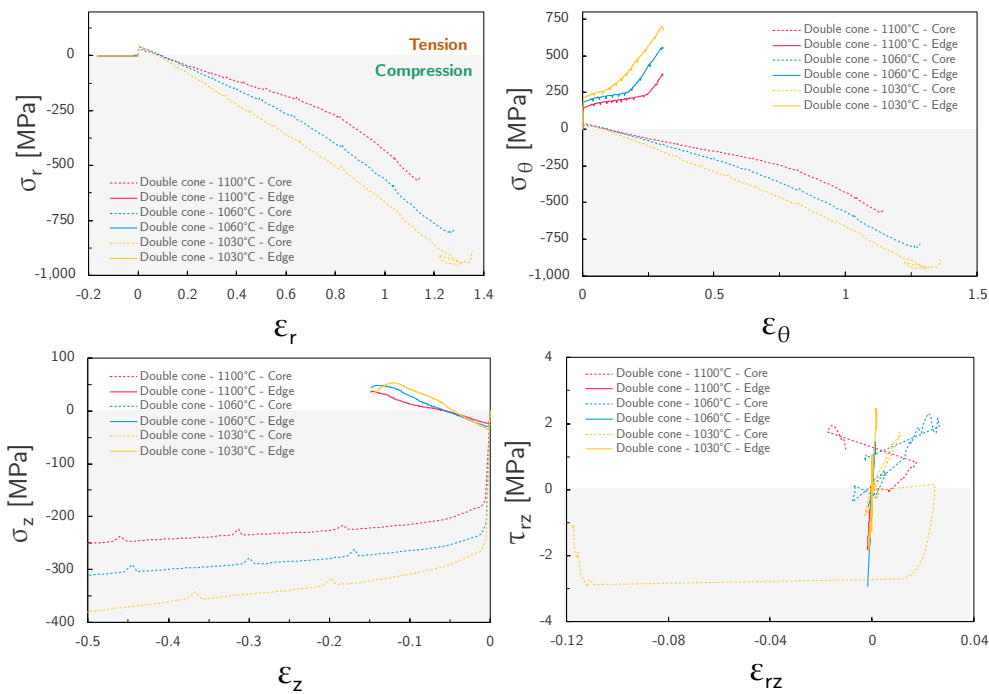 Tension
Compression
σr [MPa]
0
-250
-500
-750
-1,000
Double cone - 1100°C - Core
Double cone - 1100°C - Edge
Double cone - 1060°C - Core
Double cone - 1060°C - Edge
Double cone - 1030°C - Core
Double cone - 1030°C - Edge
-0.2 0 0.2 0.4 0.6 0.8 1 1.2 1.4
εr
σθ [MPa]
750
500
250
0
-250
-500
-750
-1,000
Double cone - 1100°C - Core
Double cone - 1100°C - Edge
Double cone - 1060°C - Core
Double cone - 1060°C - Edge
Double cone - 1030°C - Core
Double cone - 1030°C - Edge
0 0.5 1 1.5
εθ
σz [MPa]
100
0
-100
-200
-300
-400
Double cone - 1100°C - Core
Double cone - 1100°C - Edge
Double cone - 1060°C - Core
Double cone - 1060°C - Edge
Double cone - 1030°C - Core
Double cone - 1030°C - Edge
-0.5 -0.4 -0.3 -0.2 -0.1 0
εz
τrz [MPa]
4
2
0
-2
-4
Double cone - 1100°C - Core
Double cone - 1100°C - Edge
Double cone - 1060°C - Core
Double cone - 1060°C - Edge
Double cone - 1030°C - Core
Double cone - 1030°C - Edge
-0.12 -0.08 -0.04 0 0.04
εrz